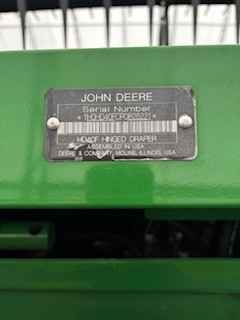 JOHN DEERE
Serial Number
HD40F HINGED DRAPER
ASSEMBLED IN USA
DEERE & COMPANY MOLINE, ILLINOIS, USA